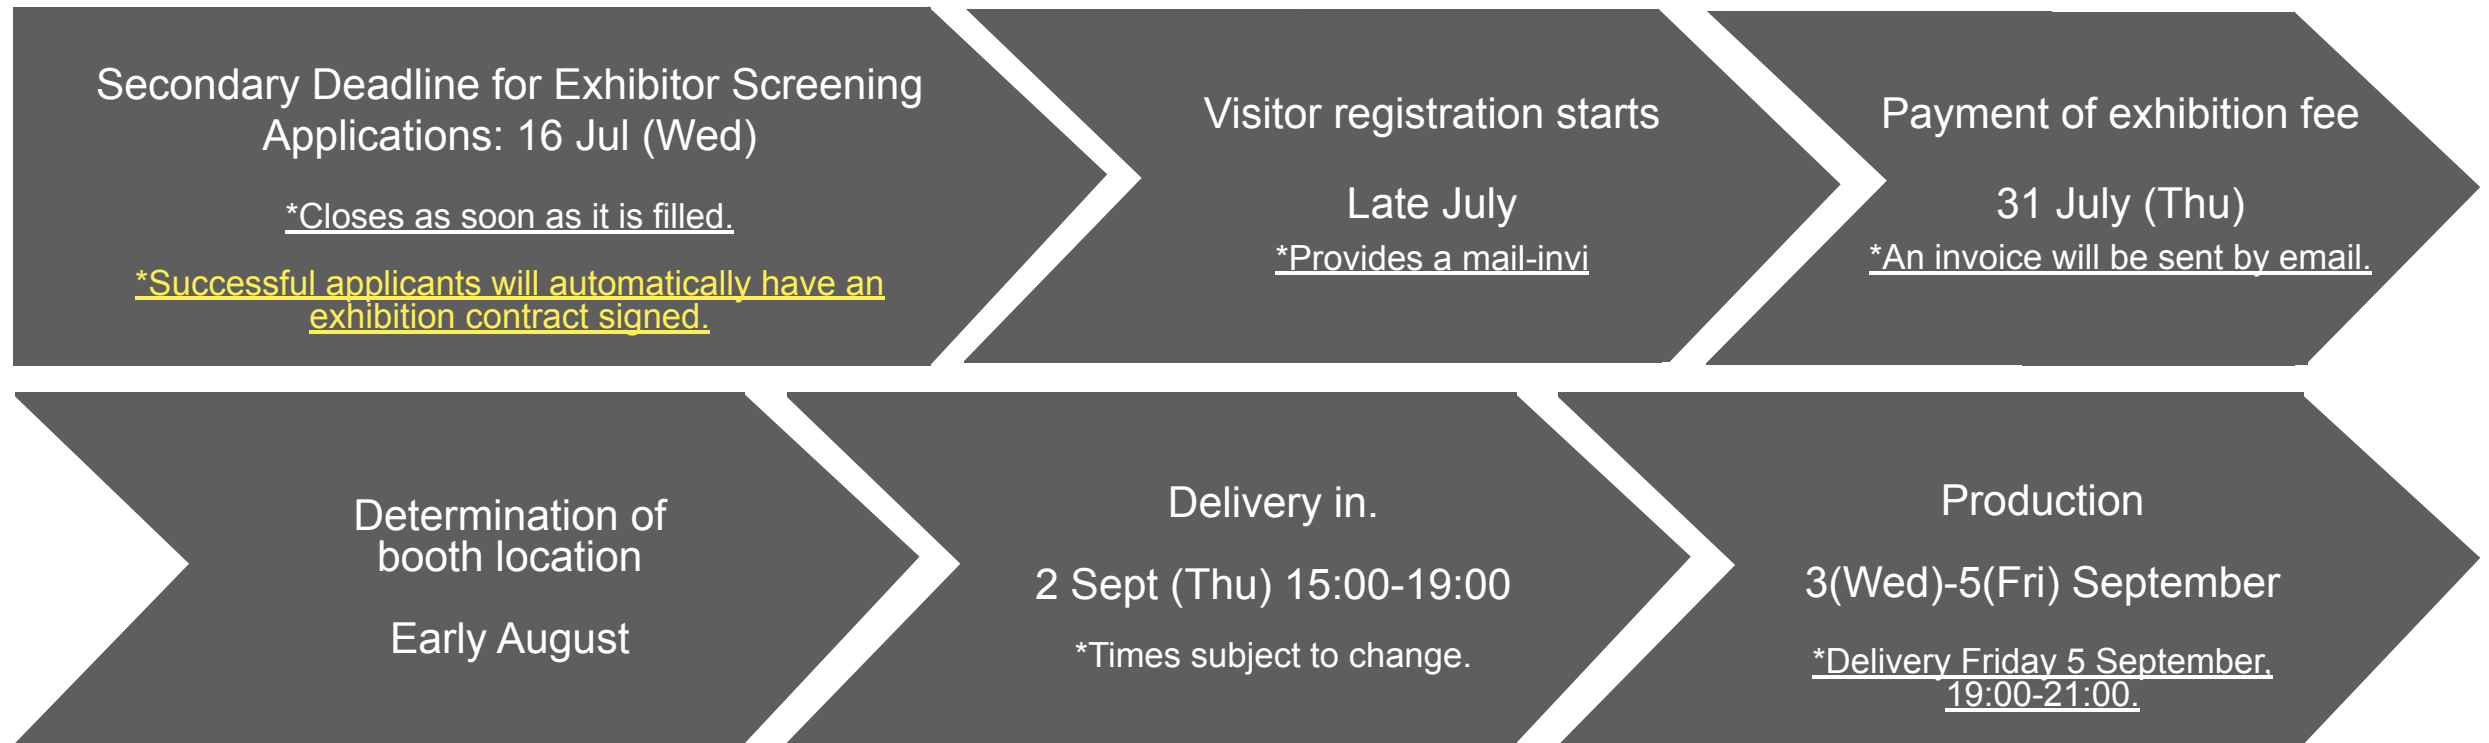 Secondary Deadline for Exhibitor Screening
Applications: 16 Jul (Wed)
*Closes as soon as it is filled.
*Successful applicants will automatically have an
exhibition contract signed.
Visitor registration starts
Late July
*Provides a mail-invi
Payment of exhibition fee
31 July (Thu)
*An invoice will be sent by email.
Determination of
booth location
Early August
Delivery in.
2 Sept (Thu) 15:00-19:00
*Times subject to change.
Production
3(Wed)-5(Fri) September
*Delivery Friday 5 September,
19:00-21:00.